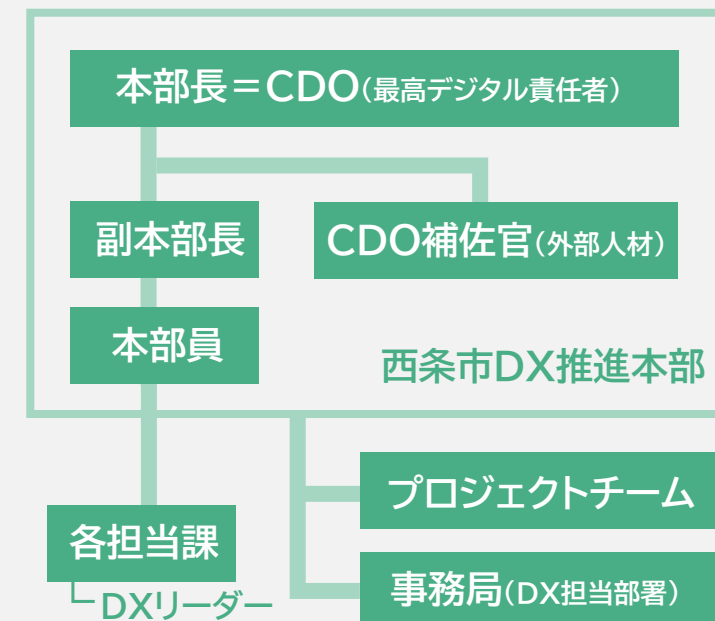 本部長=CDO(最高デジタル責任者)
副本部長
CDO補佐官(外部人材)
本部員
西条市DX推進本部
プロジェクトチーム
各担当課
DXリーダー
事務局(DX担当部署)